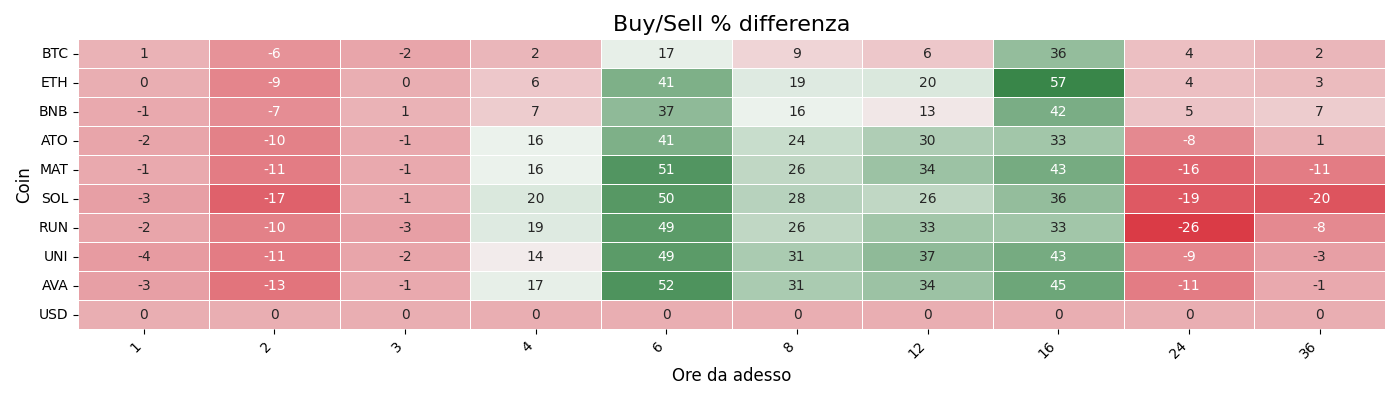 Buy/Sell % differenza
Coin
BTC 1 -6 -2 2 17 9 6 36 4 2
ETH 0 -9 0 6 41 19 20 57 4 3
BNB -1 -7 1 7 37 16 13 42 5 7
ATO -2 -10 -1 16 41 24 30 33 -8 1
MAT -1 -11 -1 16 51 26 34 43 -16 -11
SOL -3 -17 -1 20 50 28 26 36 -19 -20
RUN -2 -10 -3 19 49 26 33 33 -26 -8
UNI -4 -11 -2 14 49 31 37 43 -9 -3
AVA -3 -13 -1 17 52 31 34 45 -11 -1
USD 0 0 0 0 0 0 0 0 0 0
1 2 3 4 6 8 12 16 24 36
Ore da adesso